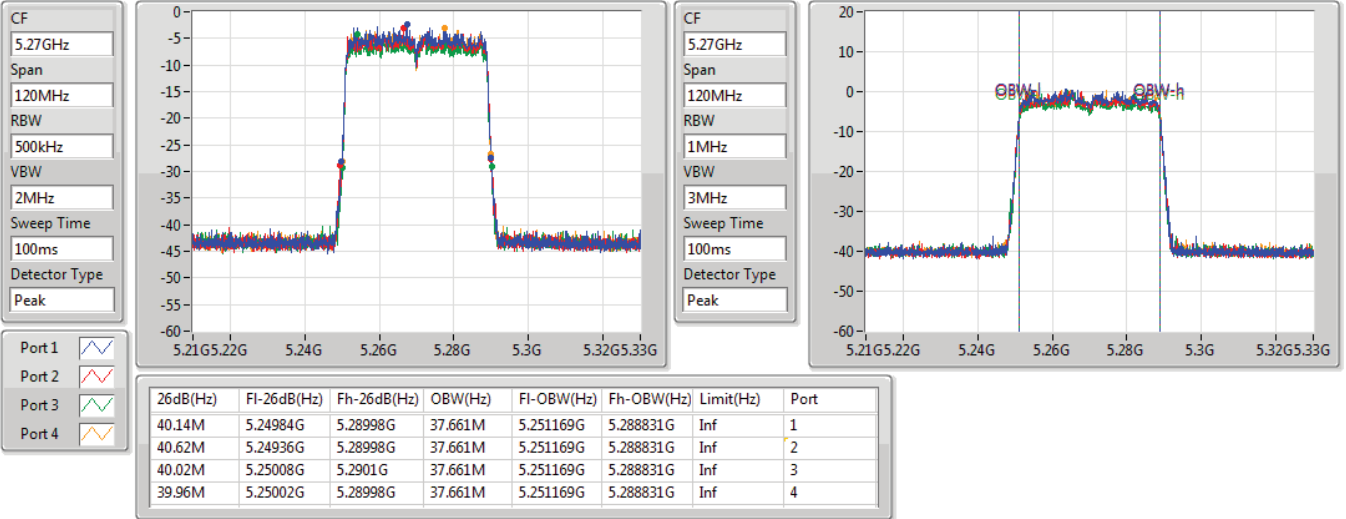 CF
5.27GHz
Span
120MHz
RBW
500kHz
VBW
2MHz
Sweep Time
100ms
Detector Type
Peak
0
-5
-10
-15
-20
-25
-30
-35
-40
-45
-50
-55
-60
5.21G 5.22G 5.24G 5.26G 5.28G 5.3G 5.32G 5.33G
CF
5.27GHz
Span
120MHz
RBW
1MHz
VBW
3MHz
Sweep Time
100ms
Detector Type
Peak
20
10
0
-10
-20
-30
-40
-50
-60
OBW-l OBW-h
5.21G 5.22G 5.24G 5.26G 5.28G 5.3G 5.32G 5.33G
Port 1
Port 2
Port 3
Port 4
26dB(Hz) Fl-26dB(Hz) Fh-26dB(Hz) OBW(Hz) Fl-OBW(Hz) Fh-OBW(Hz) Limit(Hz) Port
40.14M 5.24984G 5.28998G 37.661M 5.251169G 5.288831G Inf 1
40.62M 5.24936G 5.28998G 37.661M 5.251169G 5.288831G Inf 2
40.02M 5.25008G 5.2901G 37.661M 5.251169G 5.288831G Inf 3
39.96M 5.25002G 5.28998G 37.661M 5.251169G 5.288831G Inf 4